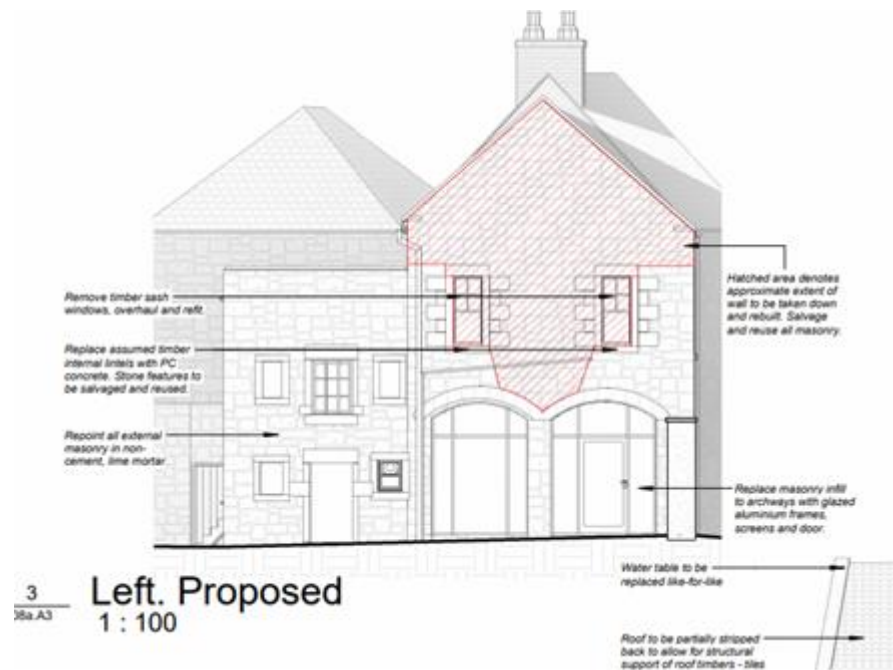 Remove timber sash
windows, overhaul and refit.
Replace assumed timber
internal lintels with PC
concrete. Stone features to
be salvaged and reused.
Repoint all external
masonry in non-
cement, lime mortar
Hatched area denotes
approximate extent of
wall to be taken down
and rebuilt. Salvage
and reuse all masonry.
Replace masonry infill
to archways with glazed
aluminium frames,
screens and door.
Water table to be
replaced like-for-like
Roof to be partially stripped
back to allow for structural
support of roof timbers - tiles
3
08a.A3
Left. Proposed
1 : 100